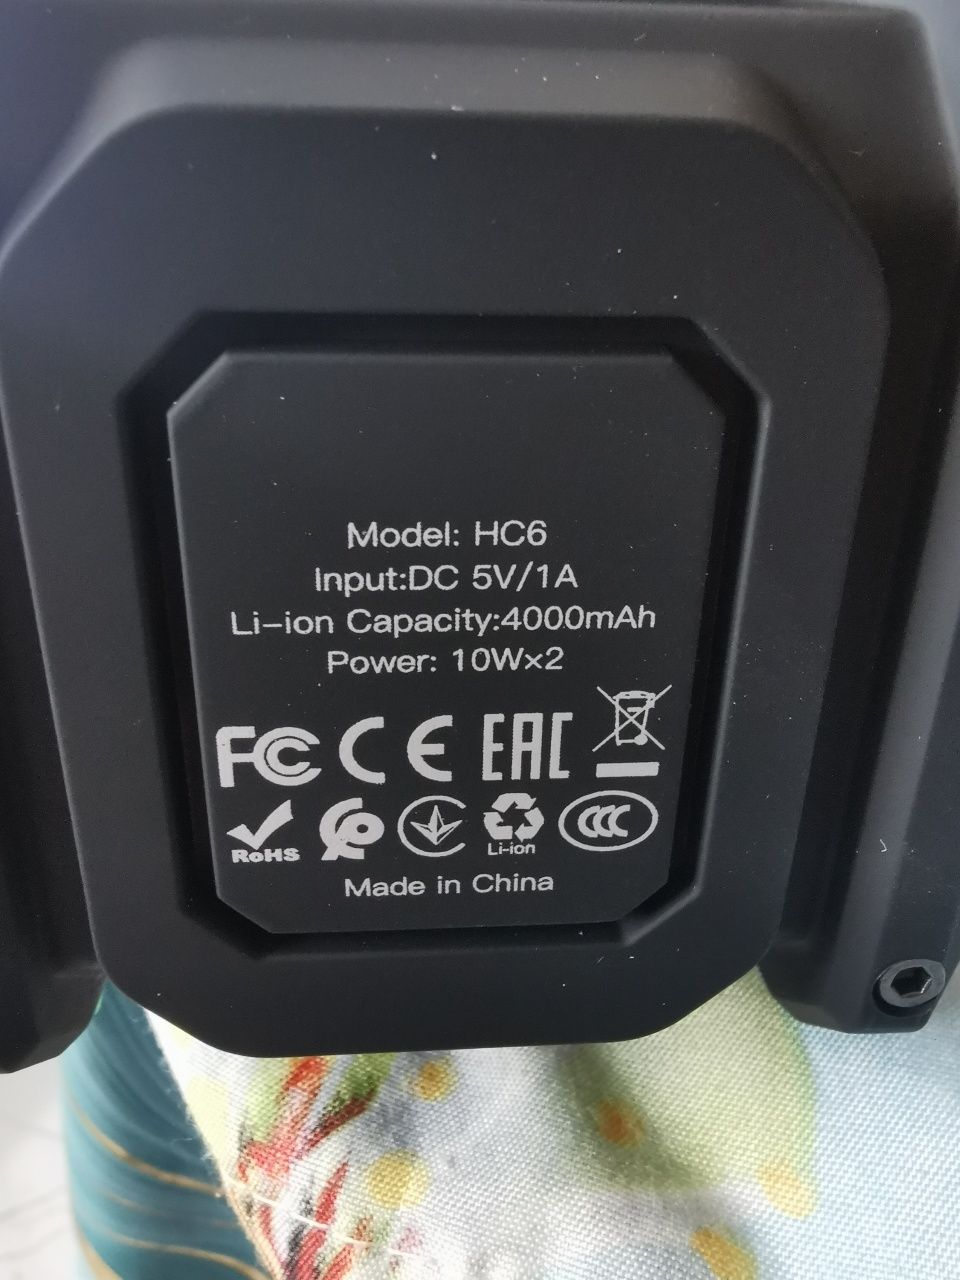 Model: HC6
Input:DC 5V/1A
Li-ion Capacity:4000mAh
Power: 10W×2
FC CE EAC
RoHS Li-ion CCC
Made in China